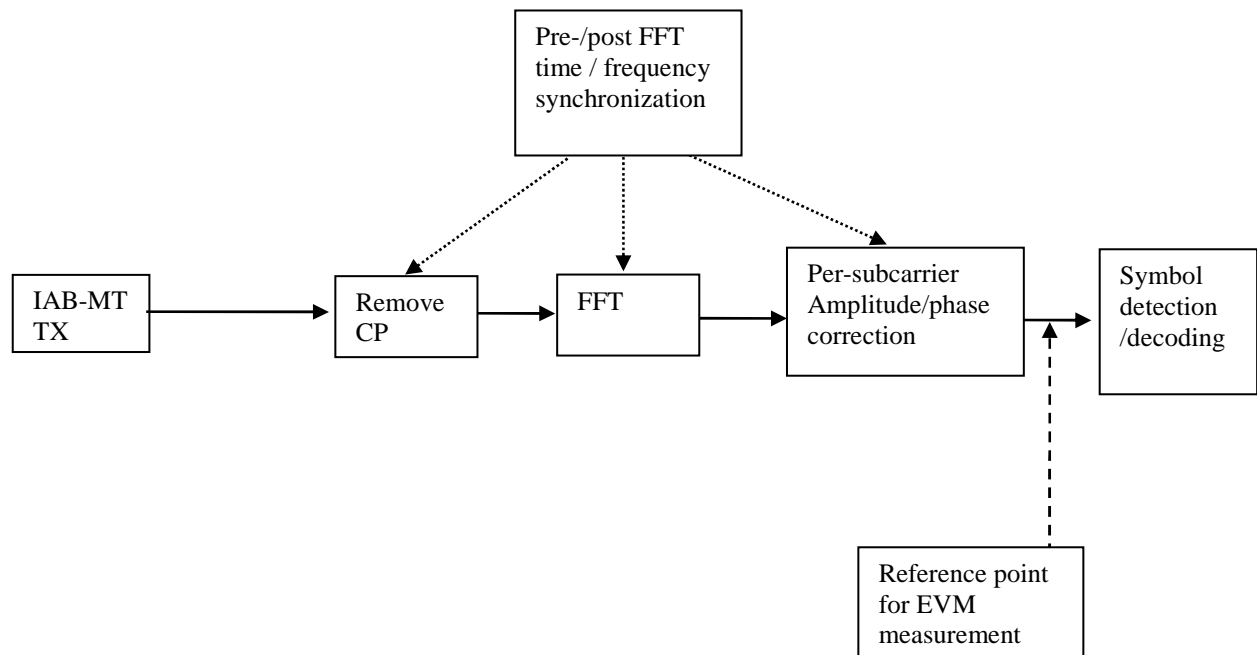 Pre-/post FFT
time / frequency
synchronization
IAB-MT
TX
Remove
CP
FFT
Per-subcarrier
Amplitude/phase
correction
Symbol
detection
/decoding
Reference point
for EVM
measurement